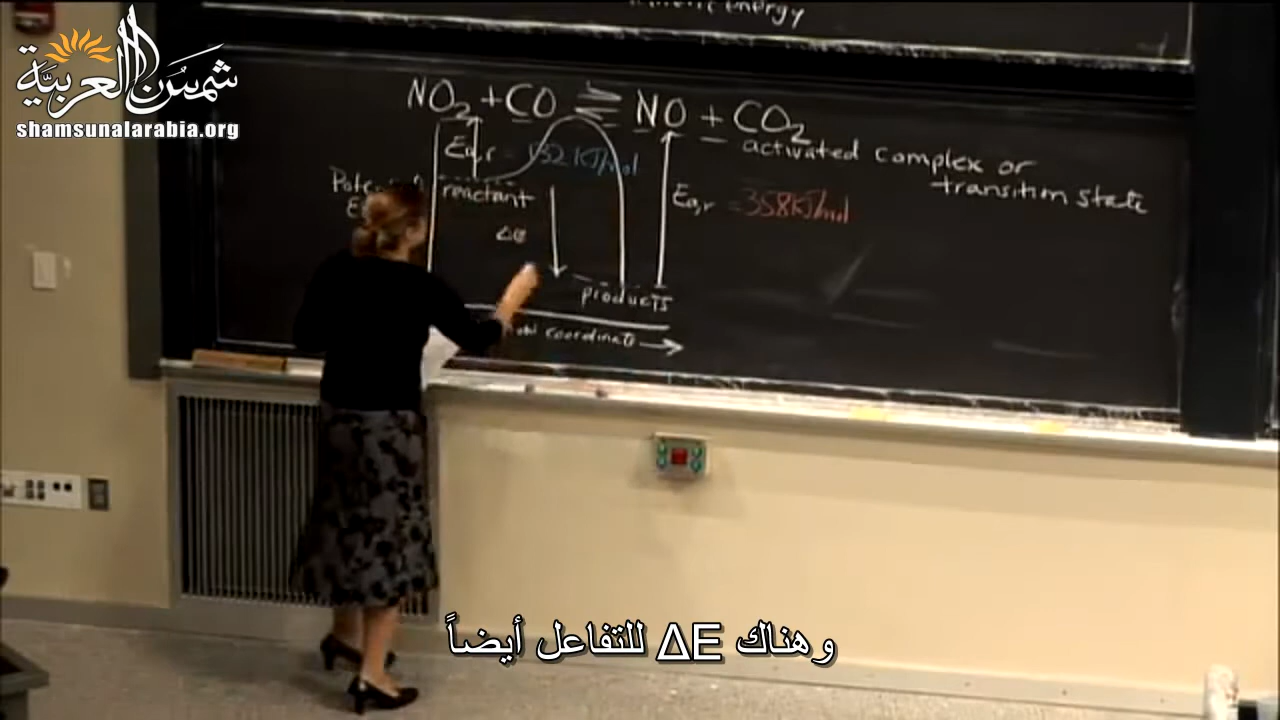 energy
شمس العربية
shamsunalarabia.org
NO₂ + CO ⇌ NO + CO₂
activated complex or
transition state
Ea,r = 132 kJ/mol
reactant
Ea,r = 358 kJ/mol
ΔE
products
coordinate
وهناك ΔE للتفاعل أيضاً